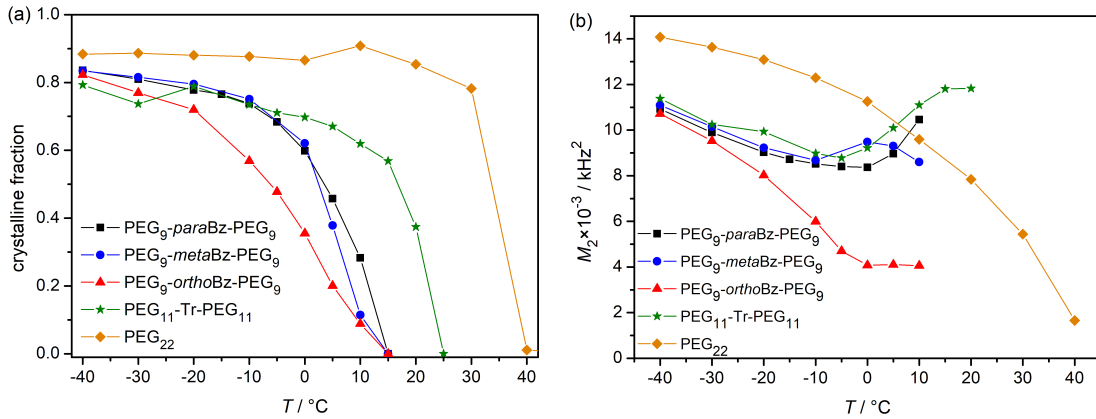 (a)
1.0
0.8
0.6
0.4
0.2
0.0
crystalline fraction
PEG₉-paraBz-PEG₉
PEG₉-metaBz-PEG₉
PEG₉-orthoBz-PEG₉
PEG₁₁-Tr-PEG₁₁
PEG₂₂
-40 -30 -20 -10 0 10 20 30 40
T / °C
(b)
14
12
10
8
6
4
2
0
M₂×10⁻³ / kHz²
PEG₉-paraBz-PEG₉
PEG₉-metaBz-PEG₉
PEG₉-orthoBz-PEG₉
PEG₁₁-Tr-PEG₁₁
PEG₂₂
-40 -30 -20 -10 0 10 20 30 40
T / °C